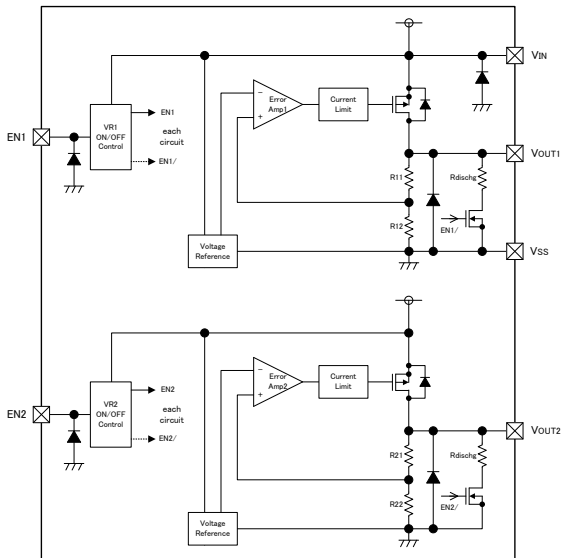 VIN
Error
Amp1
−
+
Current
Limit
EN1
VR1
ON/OFF
Control
EN1
each
circuit
EN1/
VOUT1
R11
Rdischg
R12
EN1/
Voltage
Reference
VSS
Error
Amp2
−
+
Current
Limit
EN2
VR2
ON/OFF
Control
EN2
each
circuit
EN2/
VOUT2
R21
Rdischg
R22
EN2/
Voltage
Reference